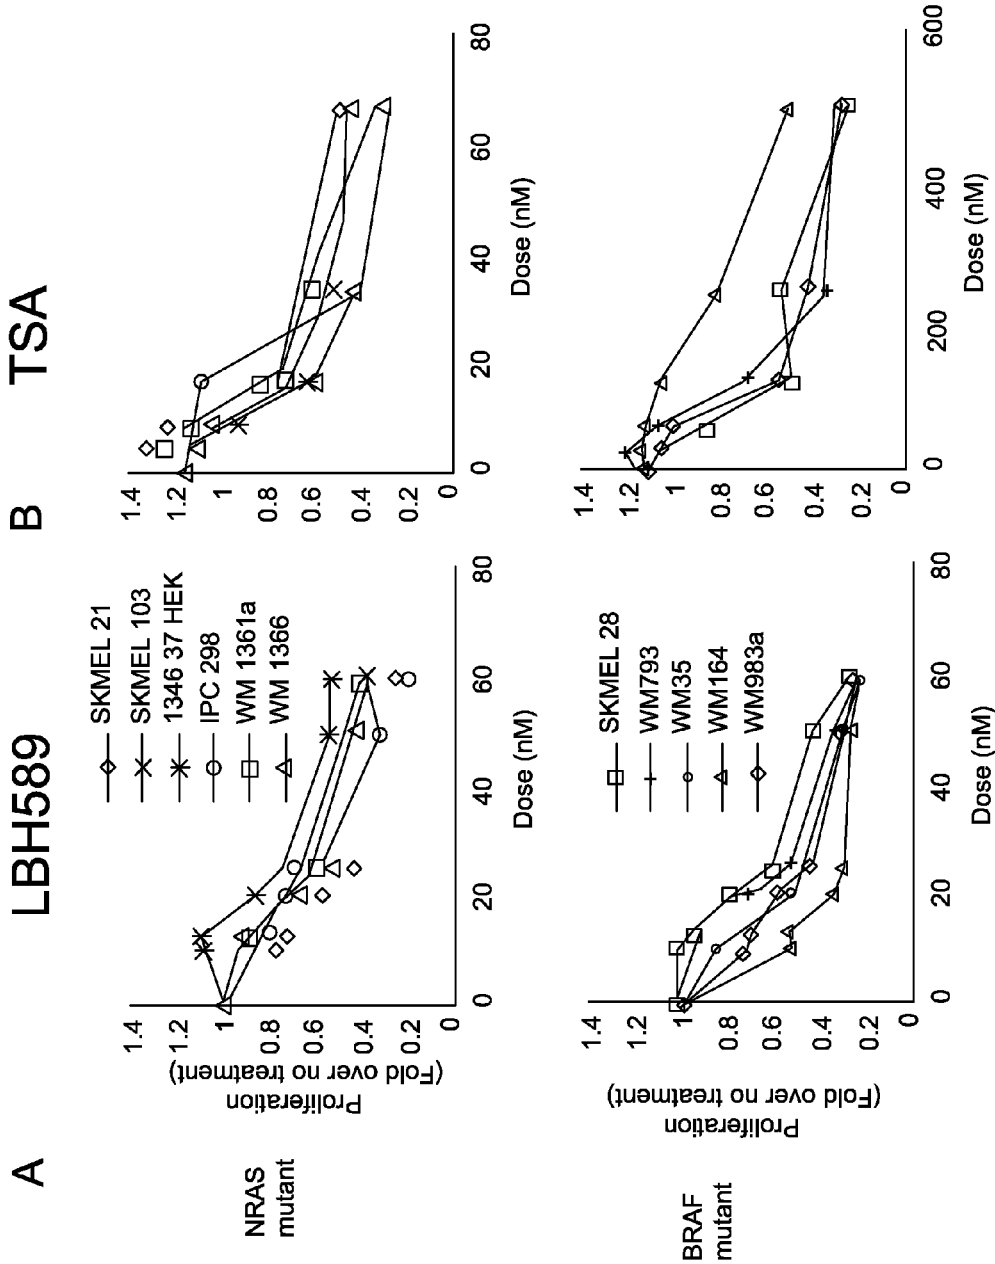 A
LBH589
B
TSA
NRAS
mutant
Proliferation
(Fold over no treatment)
1.4
1.2
1
0.8
0.6
0.4
0.2
0
0
20
40
60
80
Dose (nM)
SKMEL 21
SKMEL 103
1346 37 HEK
IPC 298
WM 1361a
WM 1366
1.4
1.2
1
0.8
0.6
0.4
0.2
0
0
20
40
60
80
Dose (nM)
BRAF
mutant
Proliferation
(Fold over no treatment)
1.4
1.2
1
0.8
0.6
0.4
0.2
0
0
20
40
60
80
Dose (nM)
SKMEL 28
WM793
WM35
WM164
WM983a
1.4
1.2
1
0.8
0.6
0.4
0.2
0
0
200
400
600
Dose (nM)